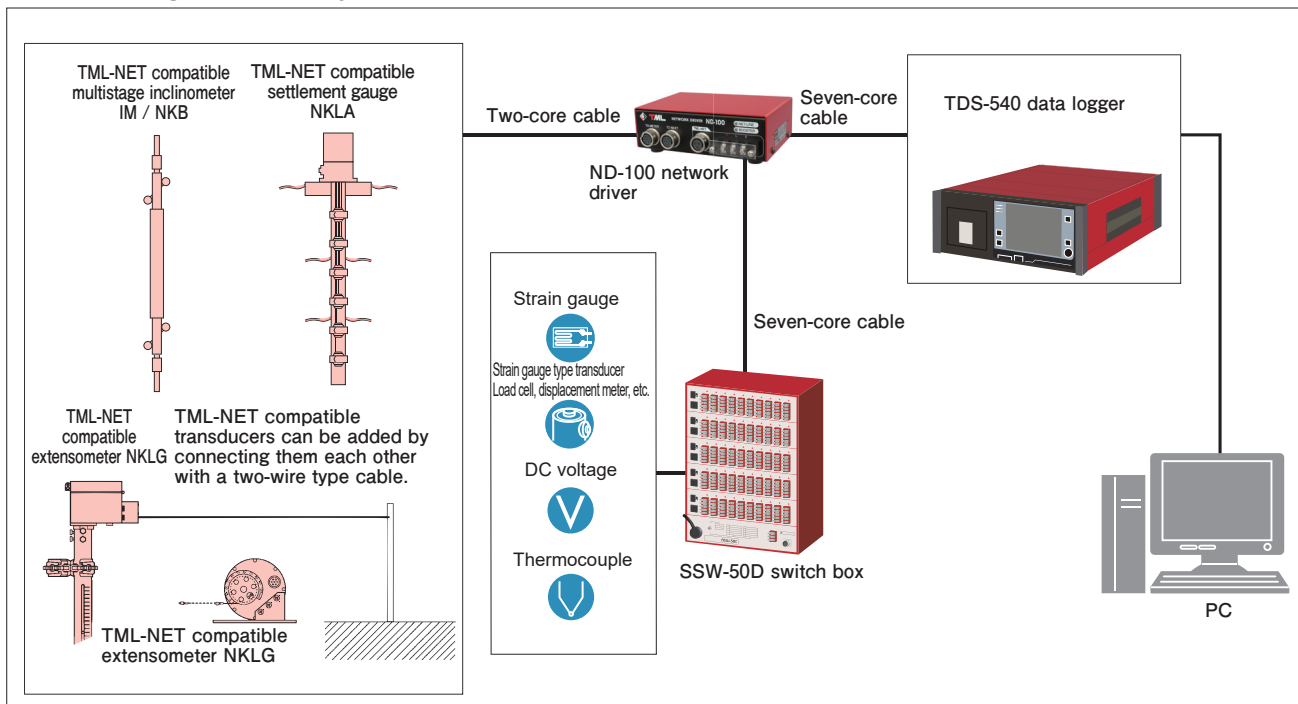 TML-NET compatible
multistage inclinometer
IM / NKB
TML-NET compatible
settlement gauge
NKLA
TML-NET
compatible
extensometer NKLG
TML-NET compatible
transducers can be added by
connecting them each other
with a two-wire type cable.
TML-NET compatible
extensometer NKLG
Two-core cable
TML
NETWORK DRIVER ND-100
ND-100 network
driver
Seven-core
cable
TDS-540 data logger
Seven-core cable
Strain gauge
Strain gauge type transducer
Load cell, displacement meter, etc.
DC voltage
V
Thermocouple
SSW-50D switch box
PC